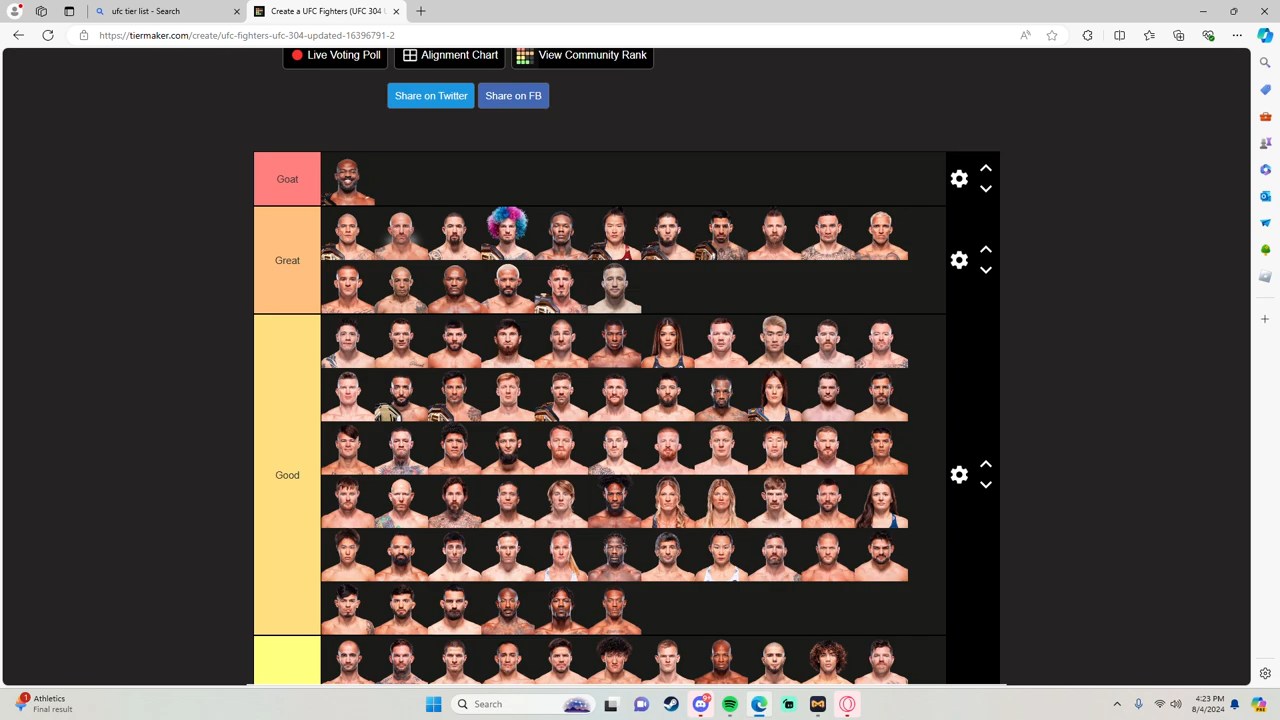 ufc tier list - Search
Create a UFC Fighters (UFC 304
https://tiermaker.com/create/ufc-fighters-ufc-304-updated-16396791-2
Live Voting Poll
Alignment Chart
View Community Rank
Share on Twitter
Share on FB
Goat
Great
Good
Athletics
Final result
1
Search
9+
4:23 PM
8/4/2024